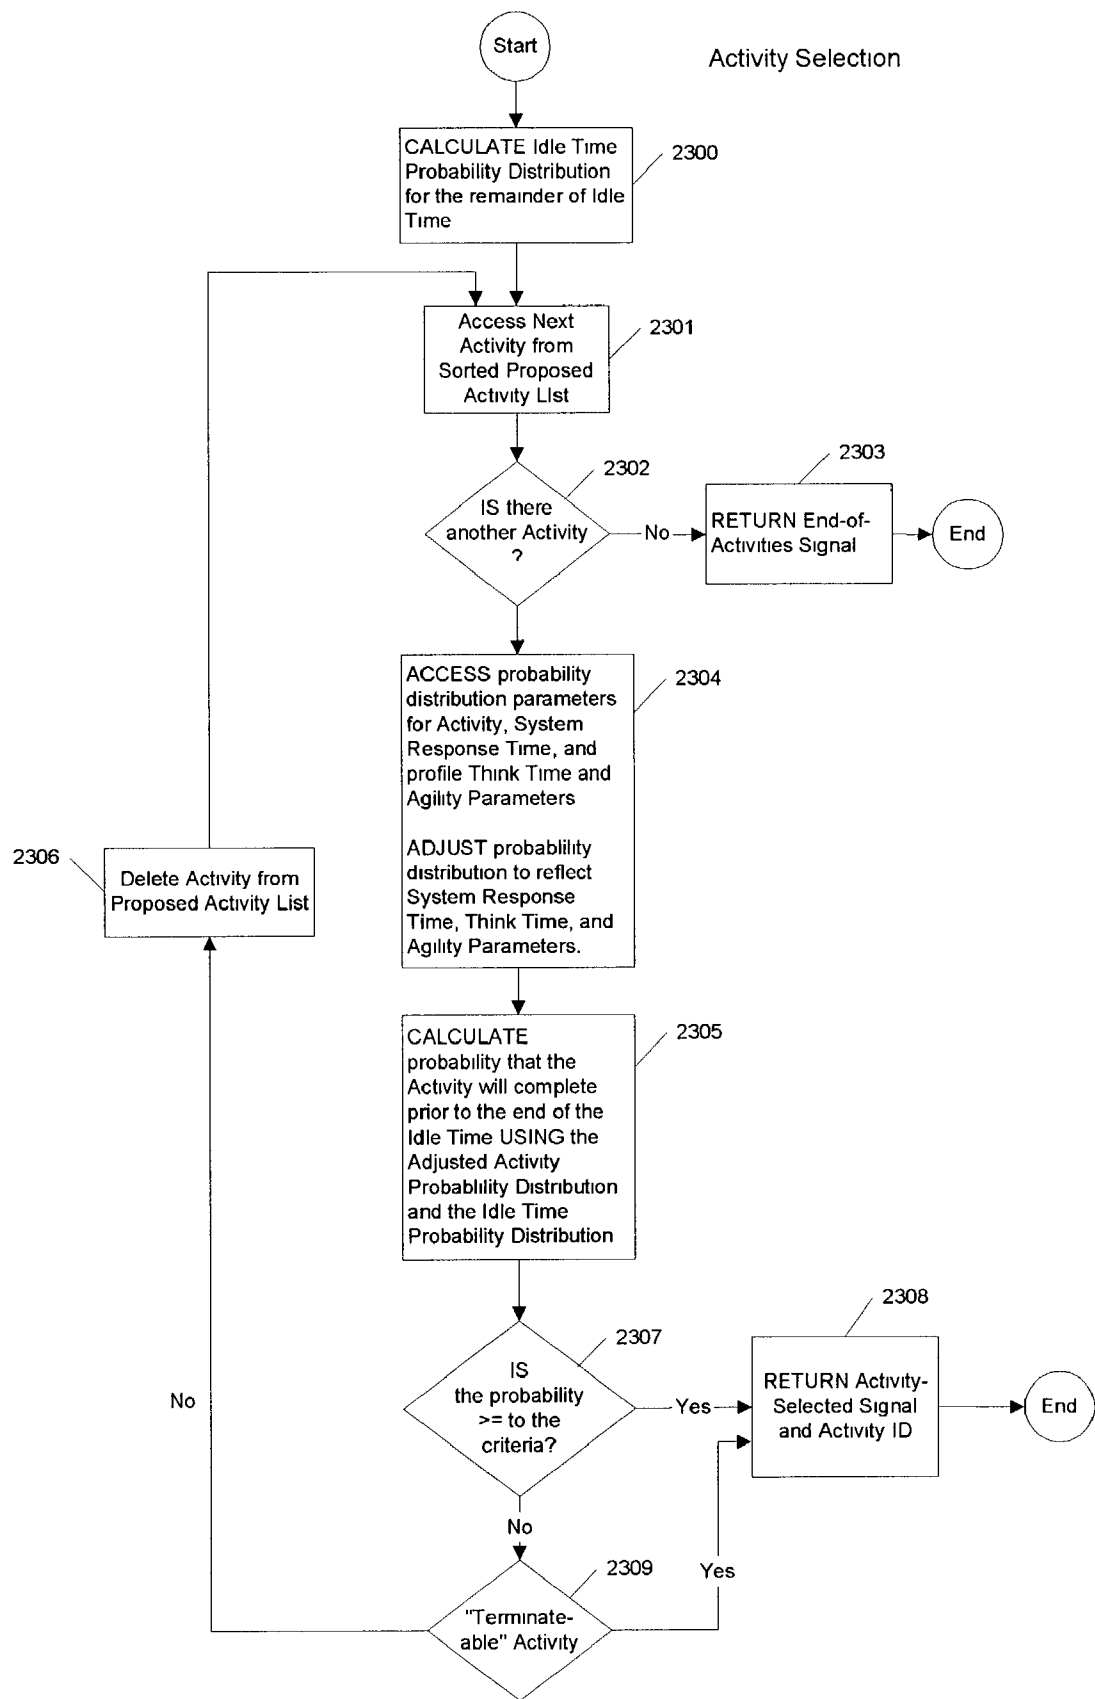 Start
Activity Selection
CALCULATE Idle Time
Probability Distribution
for the remainder of Idle
Time
2300
Access Next
Activity from
Sorted Proposed
Activity LIst
2301
IS there
another Activity
?
2302
No
2303
RETURN End-of-
Activities Signal
End
ACCESS probability
distribution parameters
for Activity, System
Response Time, and
profile Think Time and
Agility Parameters
ADJUST probablility
distribution to reflect
System Response
Time, Think Time, and
Agility Parameters.
2304
2306
Delete Activity from
Proposed Activity List
CALCULATE
probability that the
Activity will complete
prior to the end of the
Idle Time USING the
Adjusted Activity
Probablility Distribution
and the Idle Time
Probability Distribution
2305
IS
the probability
>= to the
criteria?
2307
Yes
2308
RETURN Activity-
Selected Signal
and Activity ID
End
No
No
Yes
2309
"Terminate-
able" Activity